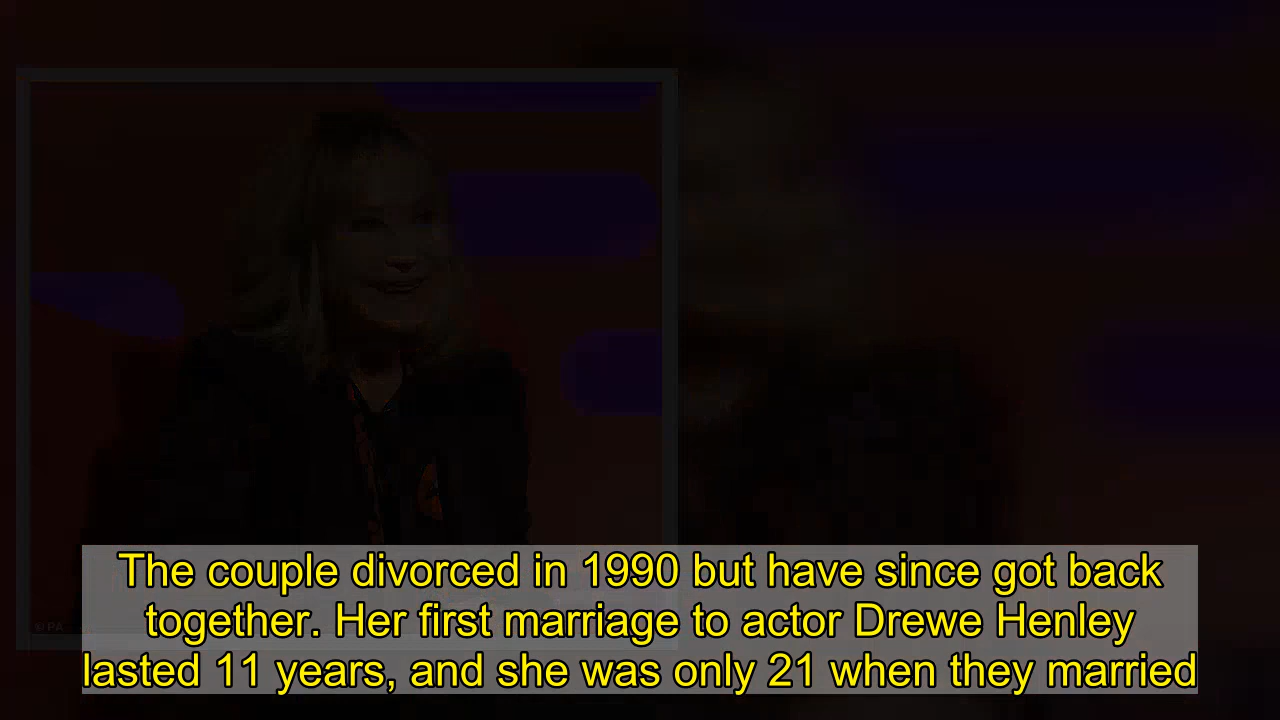 The couple divorced in 1990 but have since got back
together. Her first marriage to actor Drewe Henley
lasted 11 years, and she was only 21 when they married
© PA